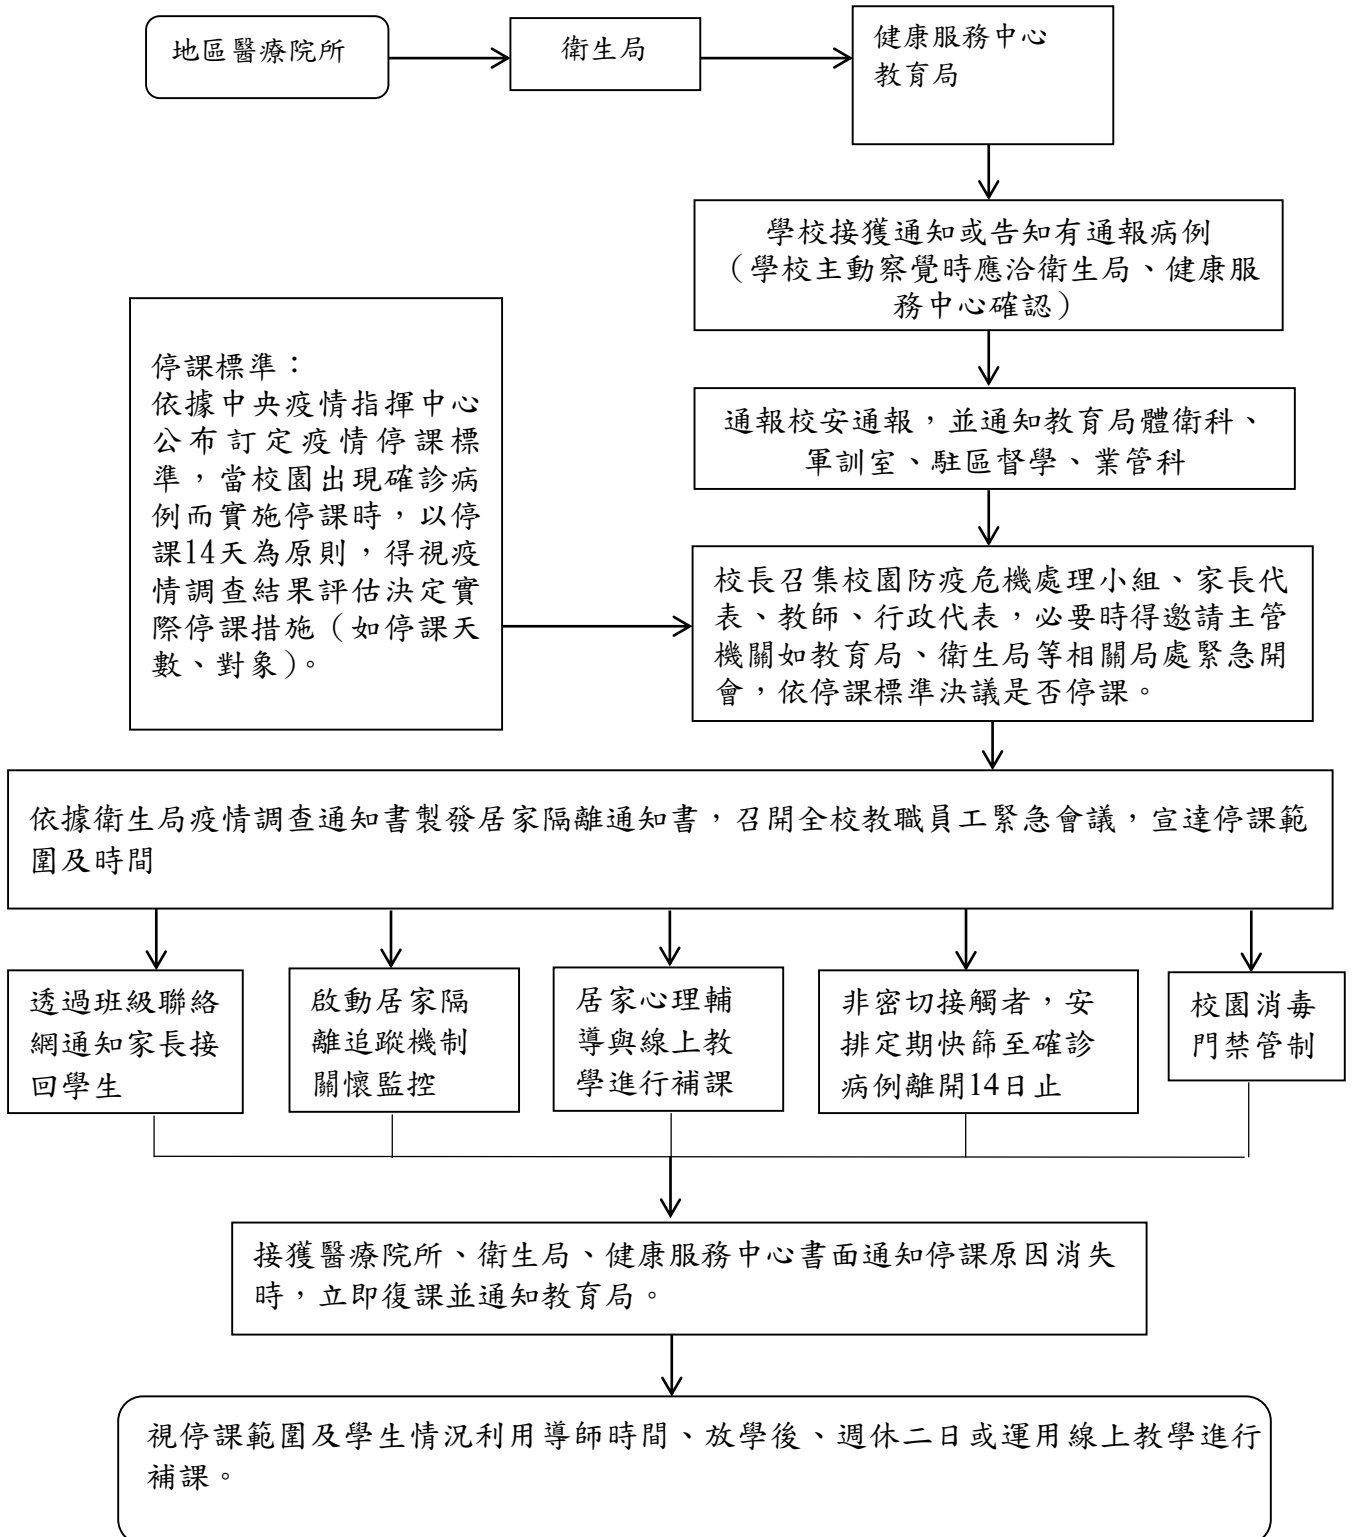 地區醫療院所
衛生局
健康服務中心
教育局
學校接獲通知或告知有通報病例
（學校主動察覺時應洽衛生局、健康服
務中心確認）
停課標準：
依據中央疫情指揮中心
公布訂定疫情停課標
準，當校園出現確診病
例而實施停課時，以停
課14天為原則，得視疫
情調查結果評估決定實
際停課措施（如停課天
數、對象）。
通報校安通報，並通知教育局體衛科、
軍訓室、駐區督學、業管科
校長召集校園防疫危機處理小組、家長代
表、教師、行政代表，必要時得邀請主管
機關如教育局、衛生局等相關局處緊急開
會，依停課標準決議是否停課。
依據衛生局疫情調查通知書製發居家隔離通知書，召開全校教職員工緊急會議，宣達停課範
圍及時間
透過班級聯絡
網通知家長接
回學生
啟動居家隔
離追蹤機制
關懷監控
居家心理輔
導與線上教
學進行補課
非密切接觸者，安
排定期快篩至確診
病例離開14日止
校園消毒
門禁管制
接獲醫療院所、衛生局、健康服務中心書面通知停課原因消失
時，立即復課並通知教育局。
視停課範圍及學生情況利用導師時間、放學後、週休二日或運用線上教學進行
補課。